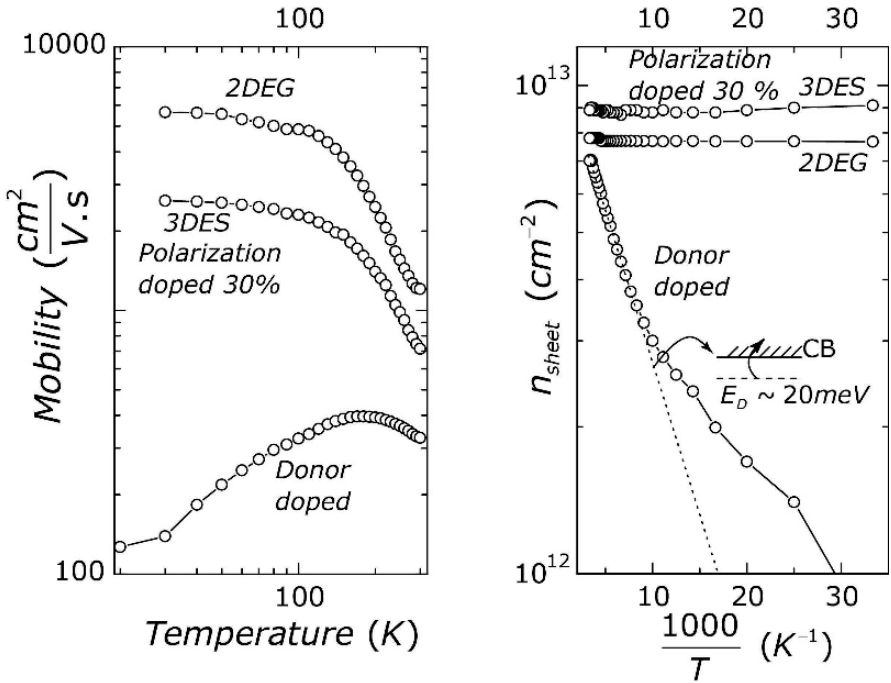 100
10000
2DEG
3DES
Polarization
doped 30%
Donor
doped
100
100
Mobility (cm²/V.s)
Temperature (K)
10 20 30
10¹³
Polarization
doped 30 %
3DES
2DEG
Donor
doped
CB
E_D ~ 20meV
10¹²
n_sheet (cm⁻²)
10 20 30
1000/T (K⁻¹)